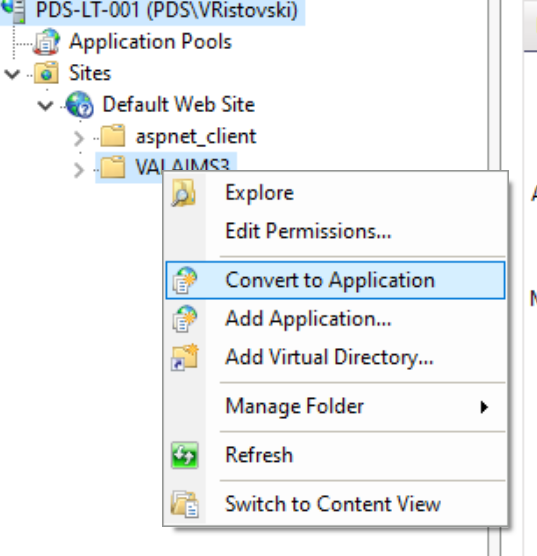 PDS-LT-001 (PDS\VRistovski)
Application Pools
Sites
Default Web Site
aspnet_client
VALAIMS3
Explore
Edit Permissions...
Convert to Application
Add Application...
Add Virtual Directory...
Manage Folder
Refresh
Switch to Content View